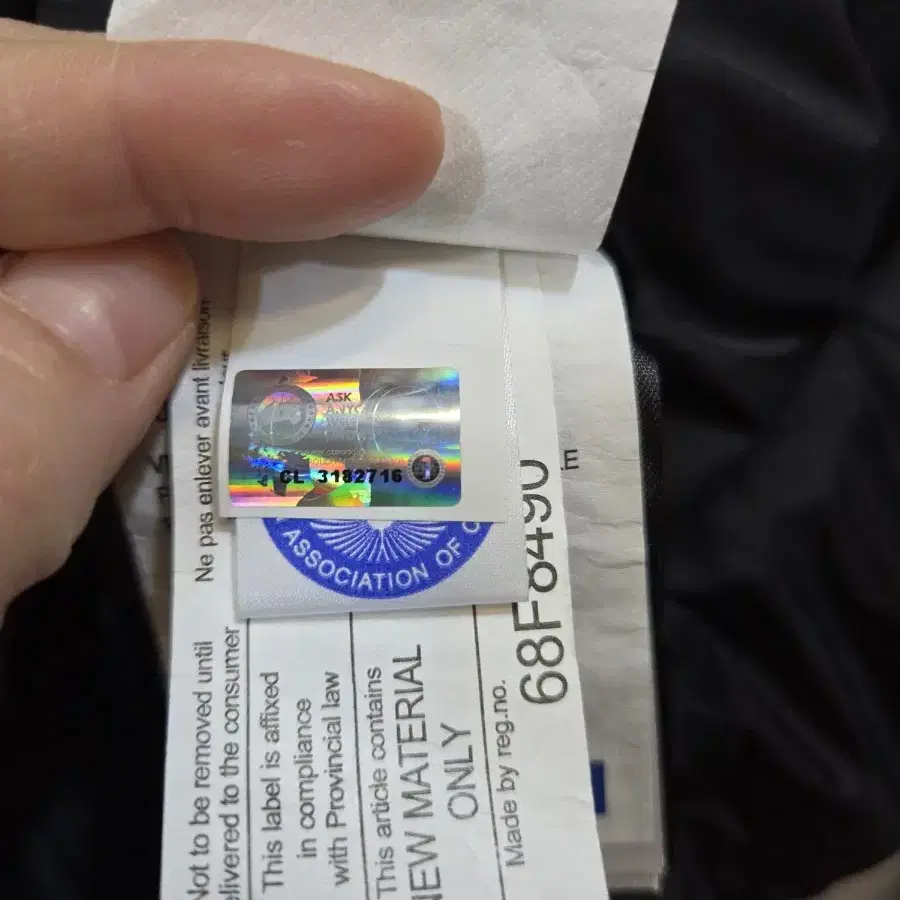 ASK
CL 3182716
ASSOCIATION OF
Ne pas enlever avant livraison
Not to be removed until
delivered to the consumer
This label is affixed
in compliance
with Provincial law
This article contains
NEW MATERIAL
ONLY
Made by reg.no.
68F8490